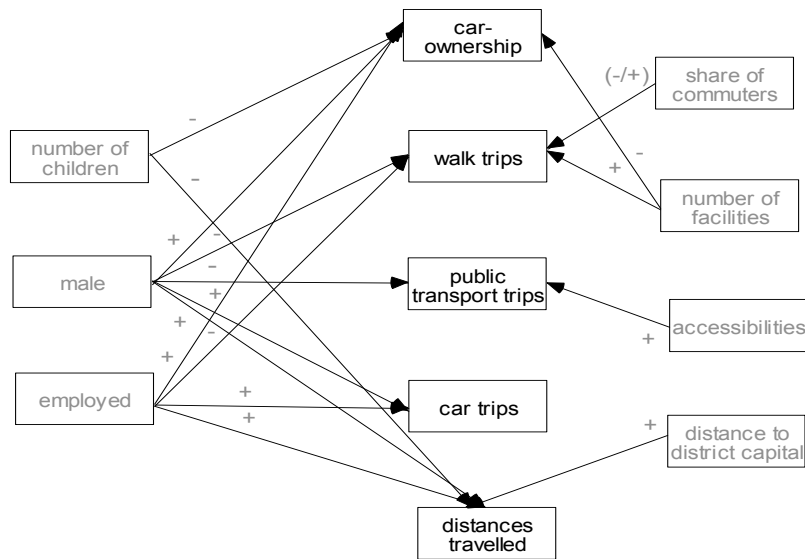 car-
ownership
(-/+)
share of
commuters
-
number of
children
walk trips
-
-
+
number of
facilities
+
-
male
-
public
transport trips
+
+
-
accessibilities
+
+
employed
+
+
car trips
+
distance to
district capital
distances
travelled